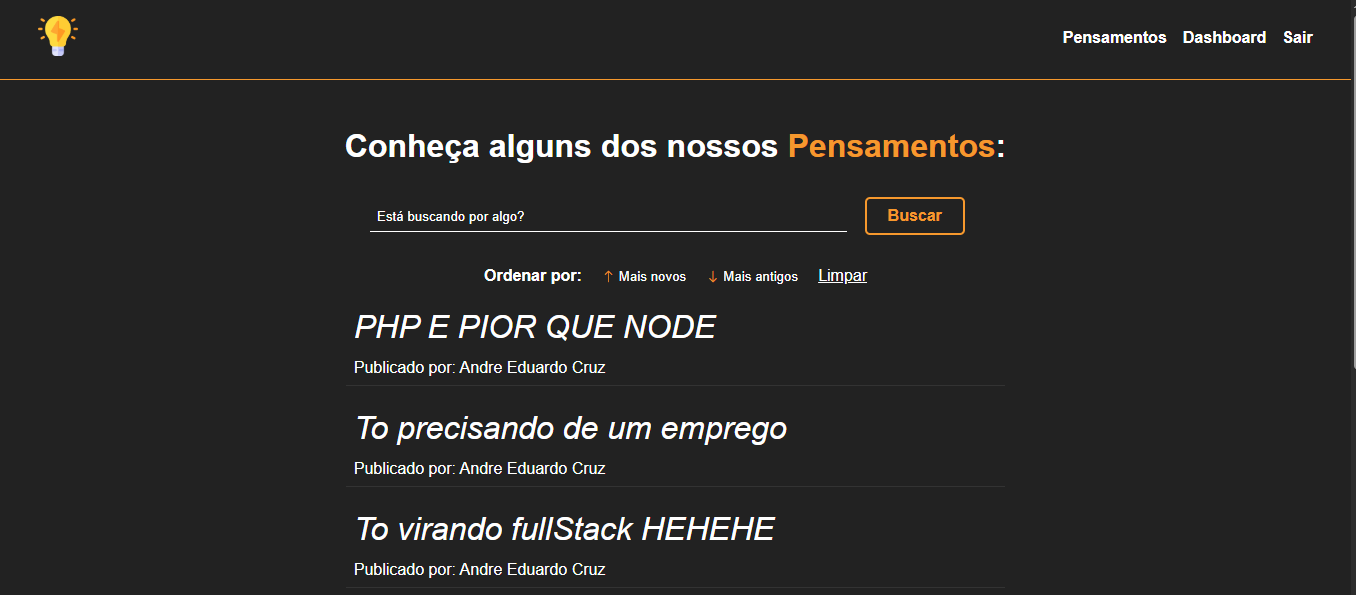 Pensamentos Dashboard Sair
Conheça alguns dos nossos Pensamentos:
Está buscando por algo? Buscar
Ordenar por: ↑ Mais novos ↓ Mais antigos Limpar
PHP E PIOR QUE NODE
Publicado por: Andre Eduardo Cruz
To precisando de um emprego
Publicado por: Andre Eduardo Cruz
To virando fullStack HEHEHE
Publicado por: Andre Eduardo Cruz